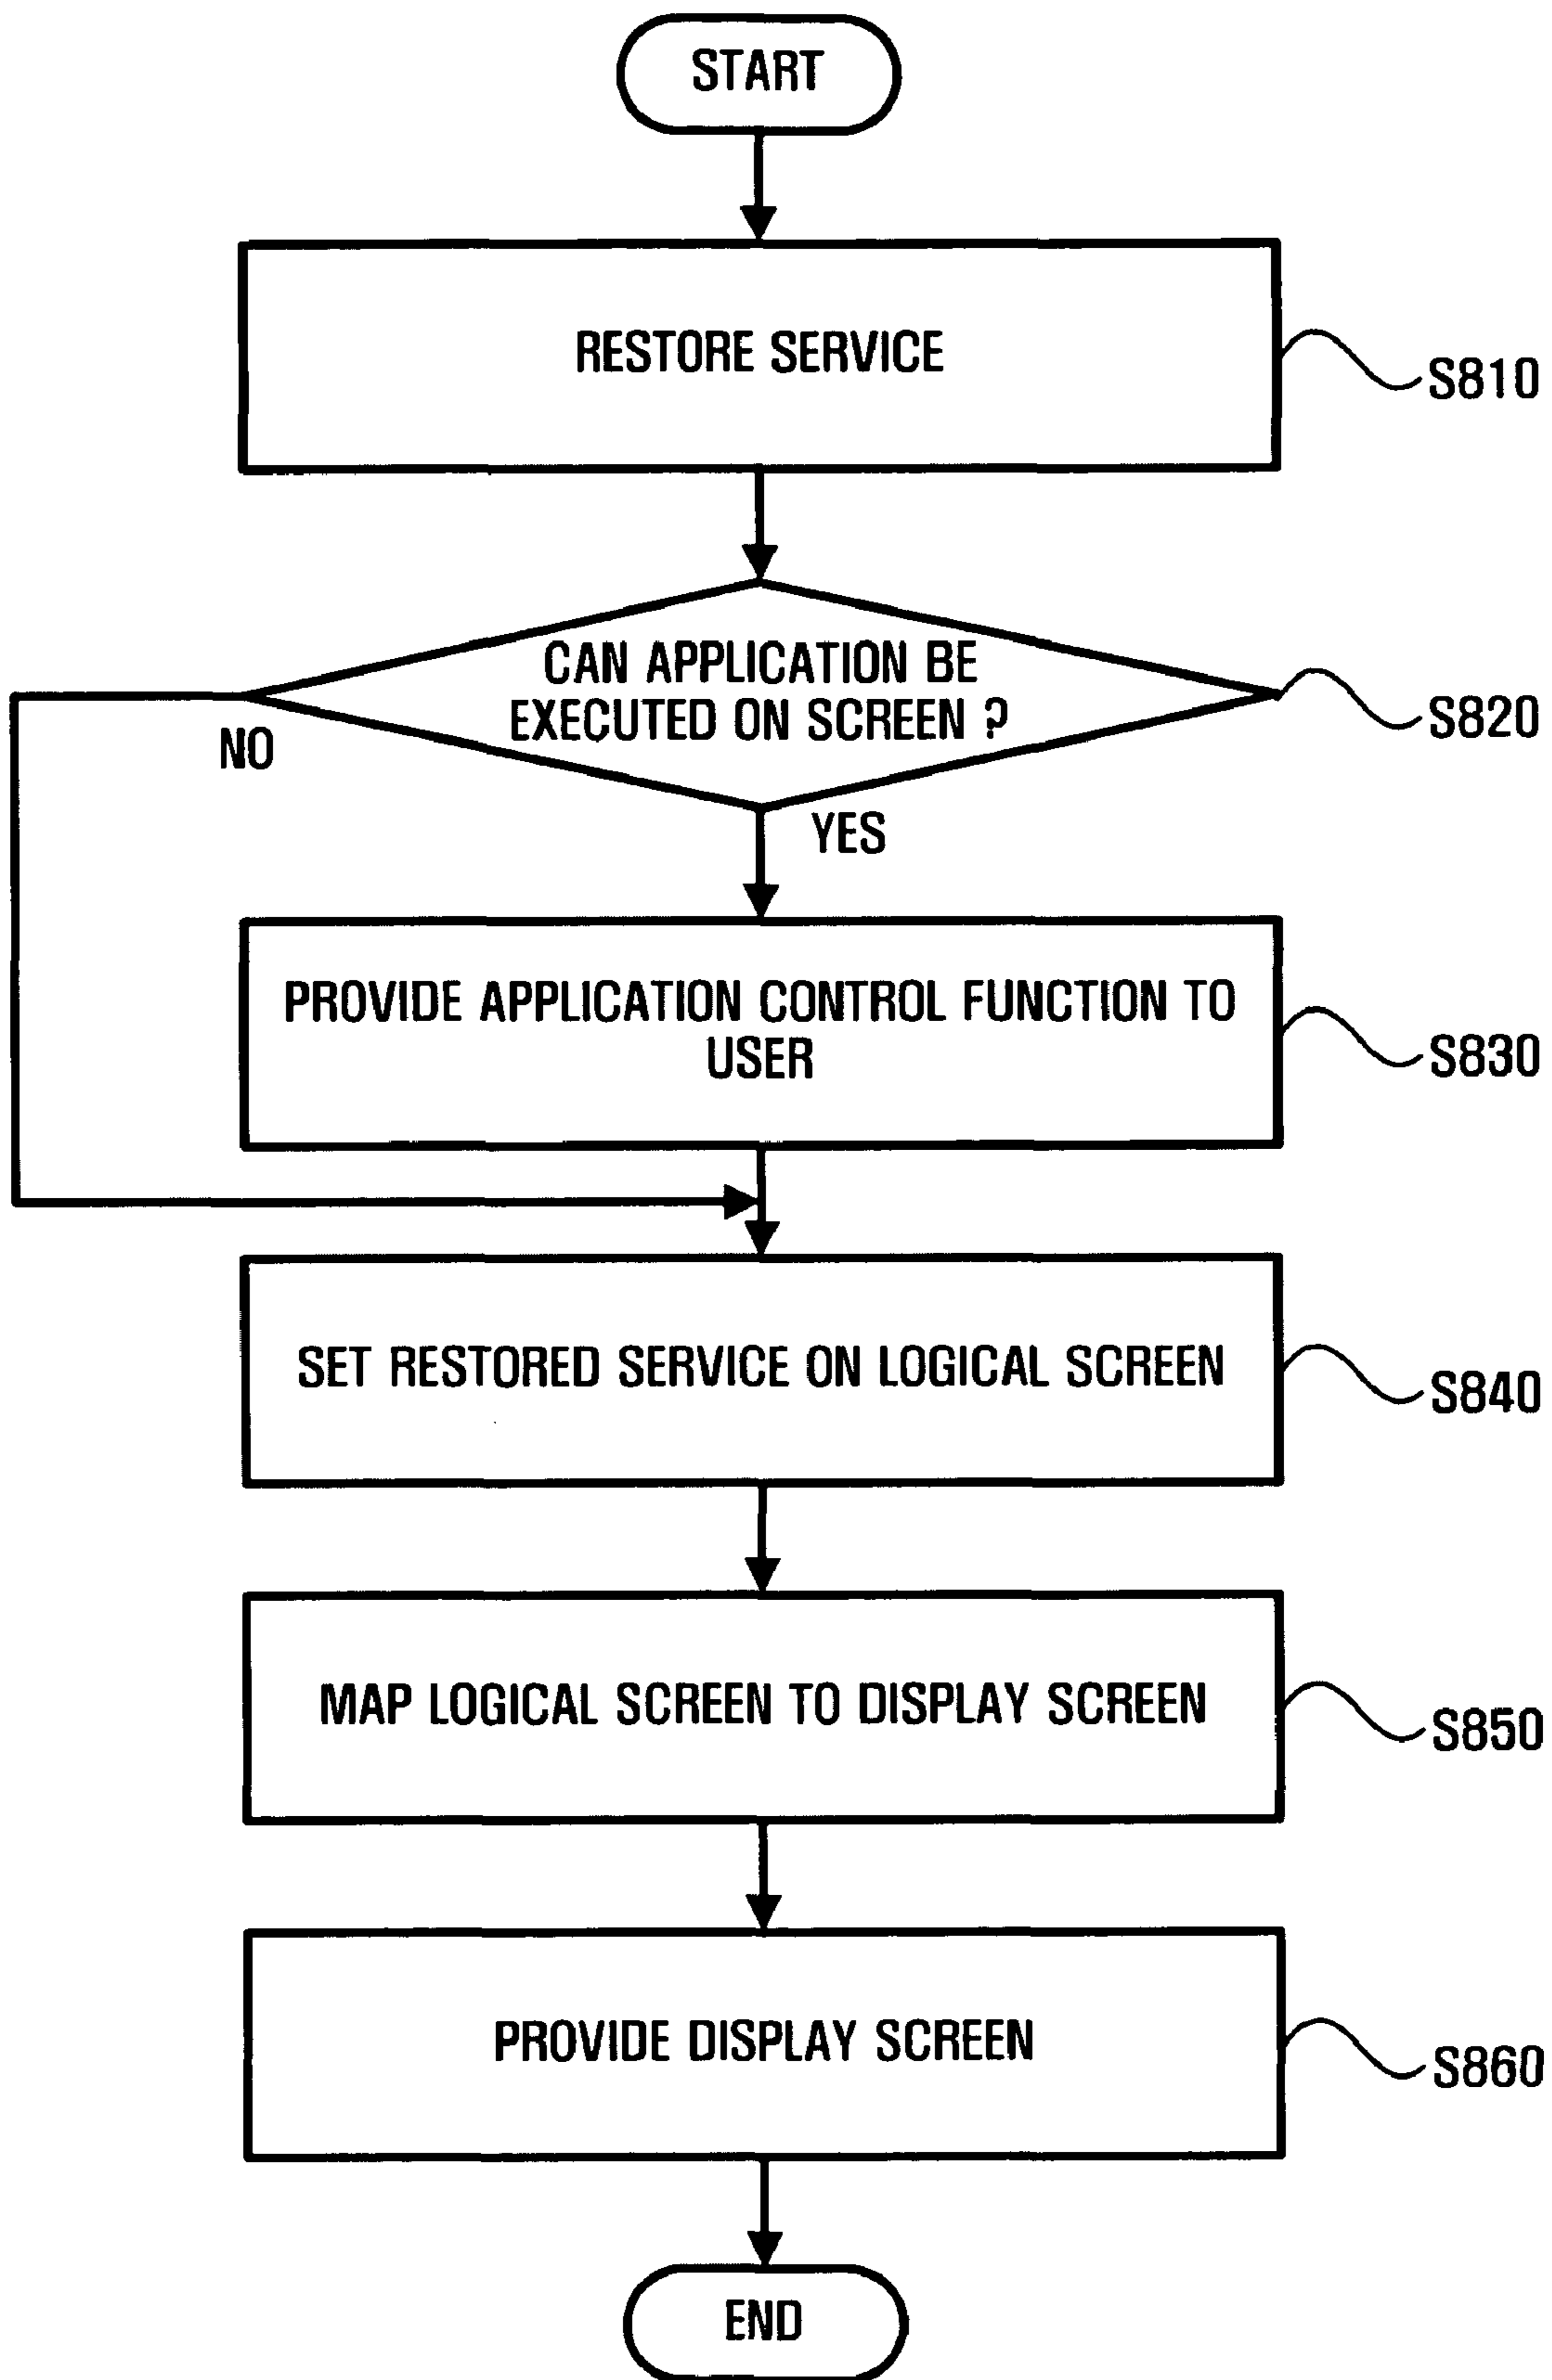 START
RESTORE SERVICE
S810
CAN APPLICATION BE
EXECUTED ON SCREEN ?
S820
NO
YES
PROVIDE APPLICATION CONTROL FUNCTION TO
USER
S830
SET RESTORED SERVICE ON LOGICAL SCREEN
S840
MAP LOGICAL SCREEN TO DISPLAY SCREEN
S850
PROVIDE DISPLAY SCREEN
S860
END